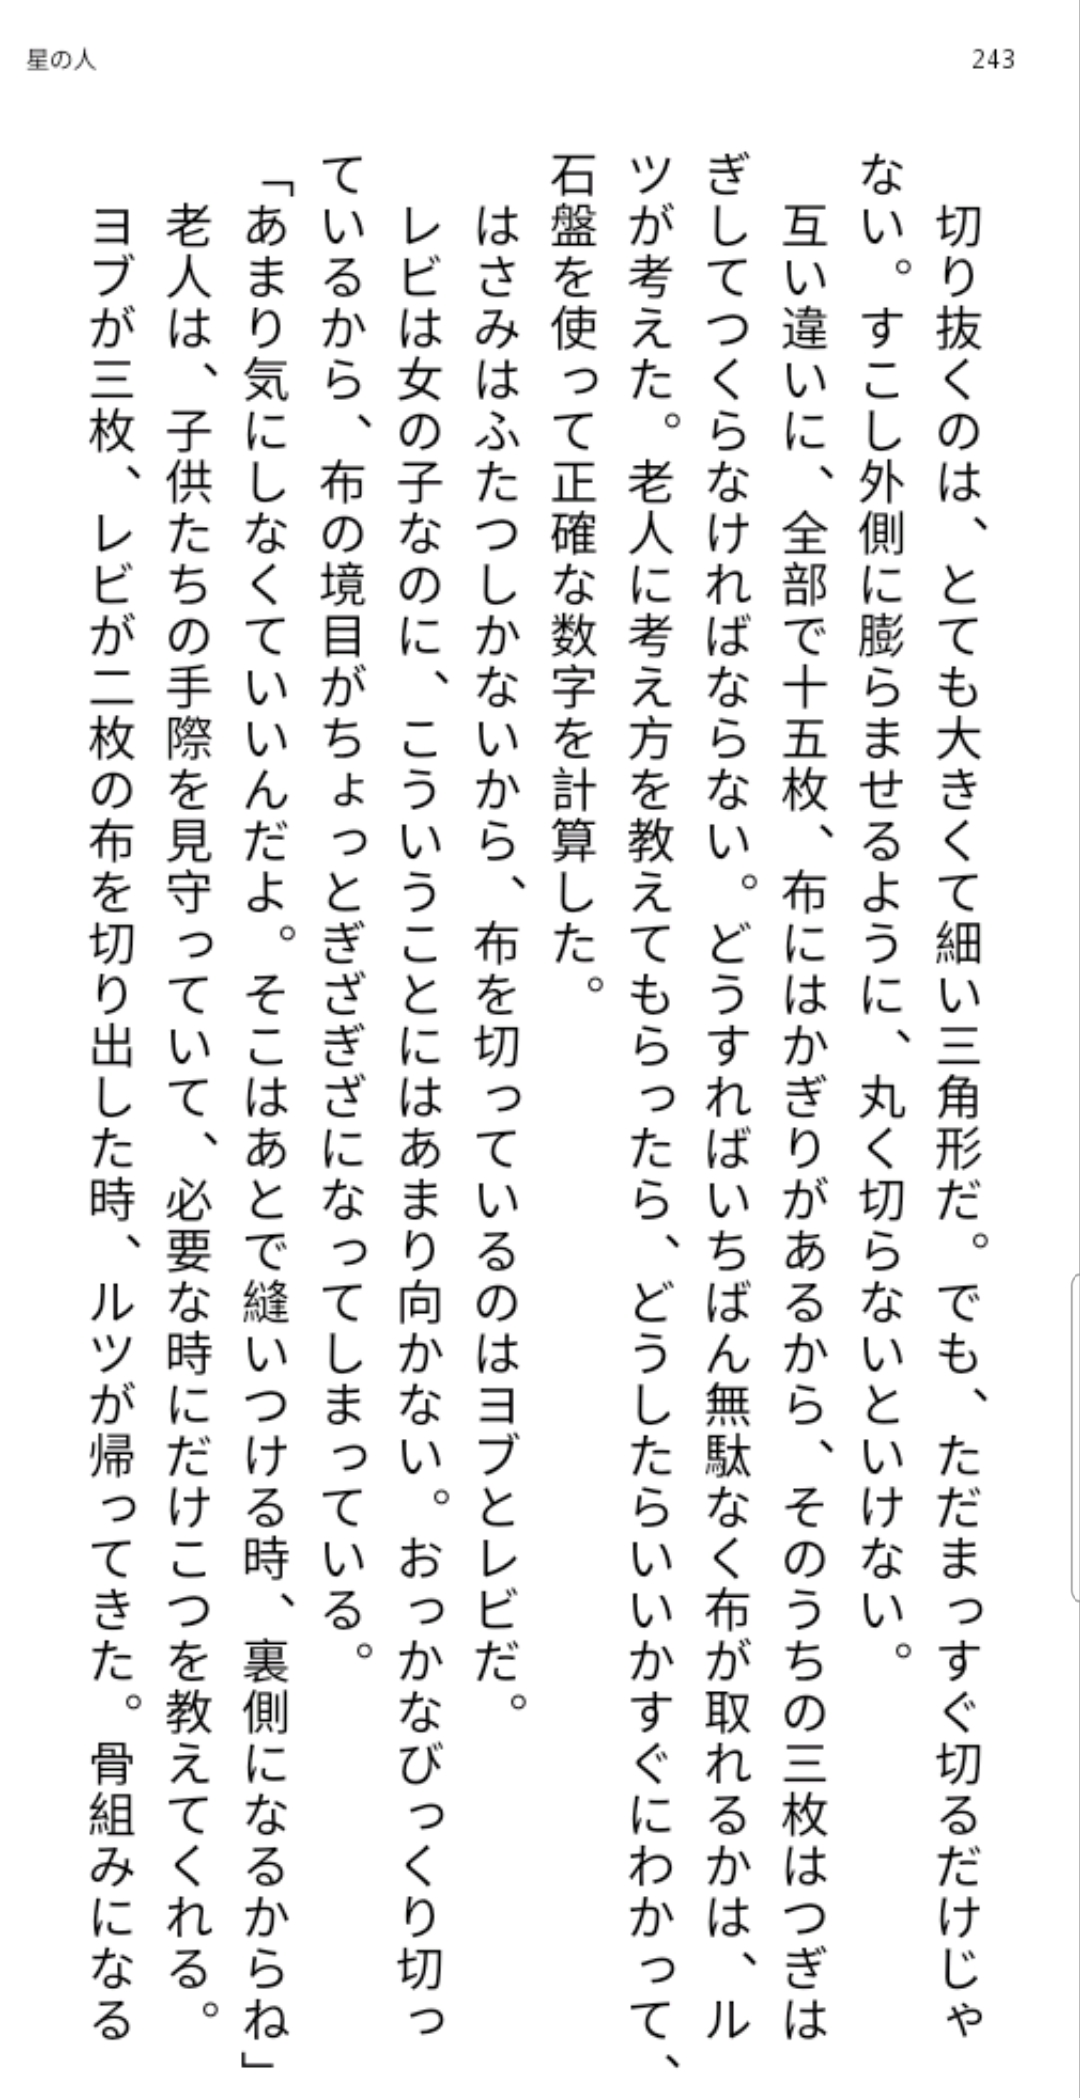 星の人
243
切り抜くのは、とても大きくて細い三角形だ。でも、ただまっすぐ切るだけじゃ
ない。すこし外側に膨らませるように、丸く切らないといけない。
互い違いに、全部で十五枚、布にはかぎりがあるから、そのうちの三枚はつぎは
ぎしてつくらなければならない。どうすればいちばん無駄なく布が取れるかは、ル
ツが考えた。老人に考え方を教えてもらったら、どうしたらいいかすぐにわかって、
石盤を使って正確な数字を計算した。
はさみはふたつしかないから、布を切っているのはヨブとレビだ。
レビは女の子なのに、こういうことにはあまり向かない。おっかなびっくり切っ
ているから、布の境目がちょっとぎざぎざになってしまっている。
「あまり気にしなくていいんだよ。そこはあとで縫いつける時、裏側になるからね」
老人は、子供たちの手際を見守っていて、必要な時にだけこつを教えてくれる。
ヨブが三枚、レビが二枚の布を切り出した時、ルツが帰ってきた。骨組みになる